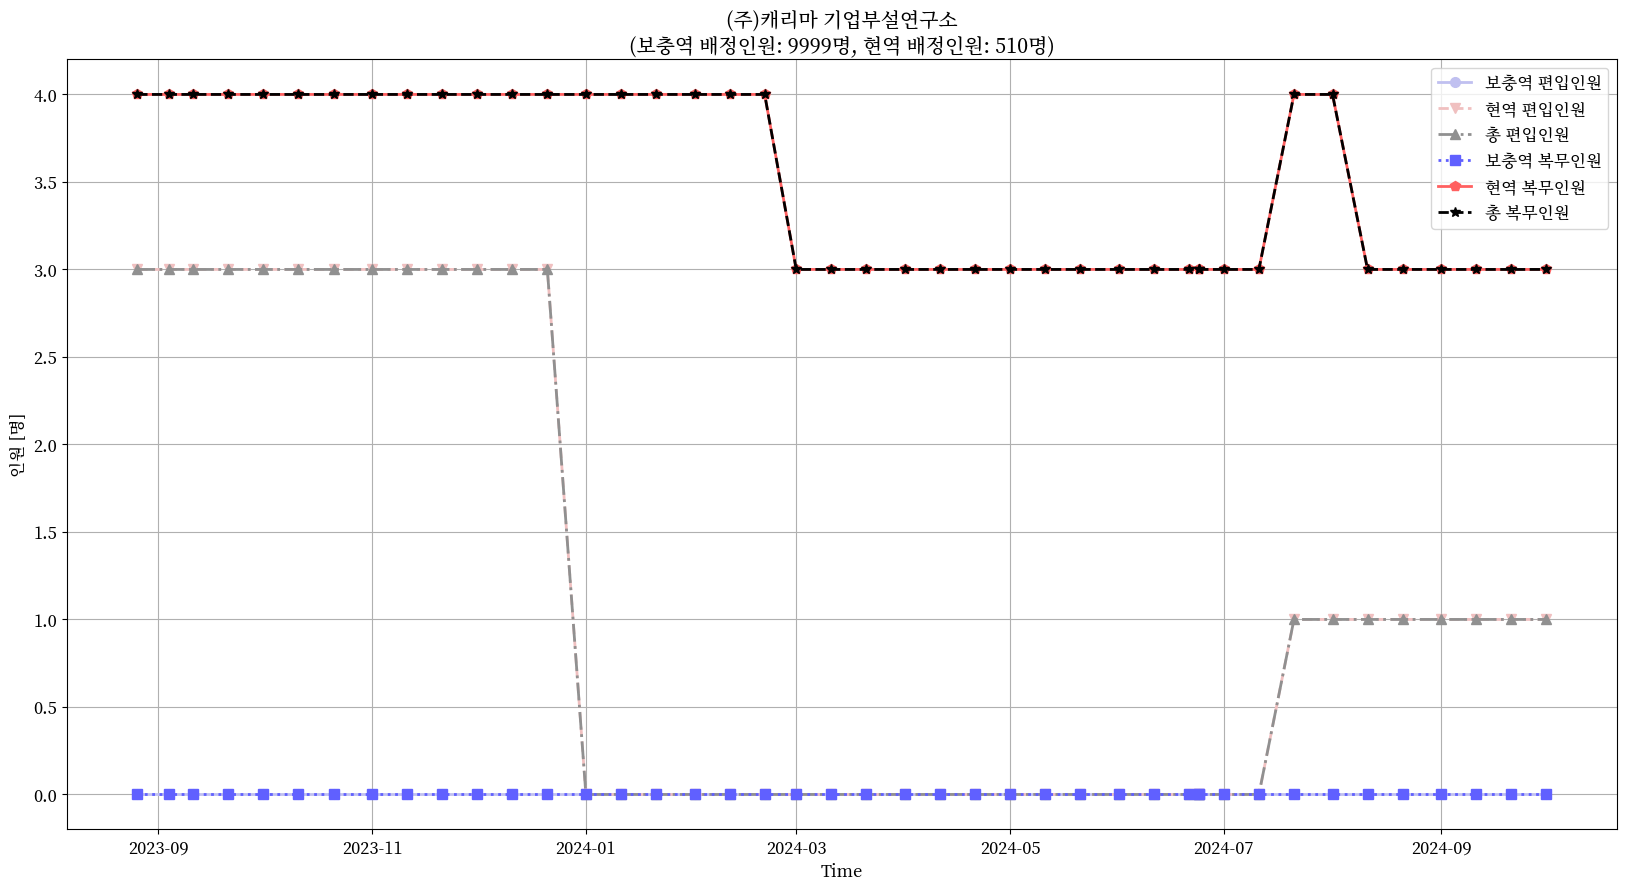 (주)캐리마 기업부설연구소
(보충역 배정인원: 9999명, 현역 배정인원: 510명)
보충역 편입인원
현역 편입인원
총 편입인원
보충역 복무인원
현역 복무인원
총 복무인원
인원 [명]
4.0
3.5
3.0
2.5
2.0
1.5
1.0
0.5
0.0
2023-09 2023-11 2024-01 2024-03 2024-05 2024-07 2024-09
Time